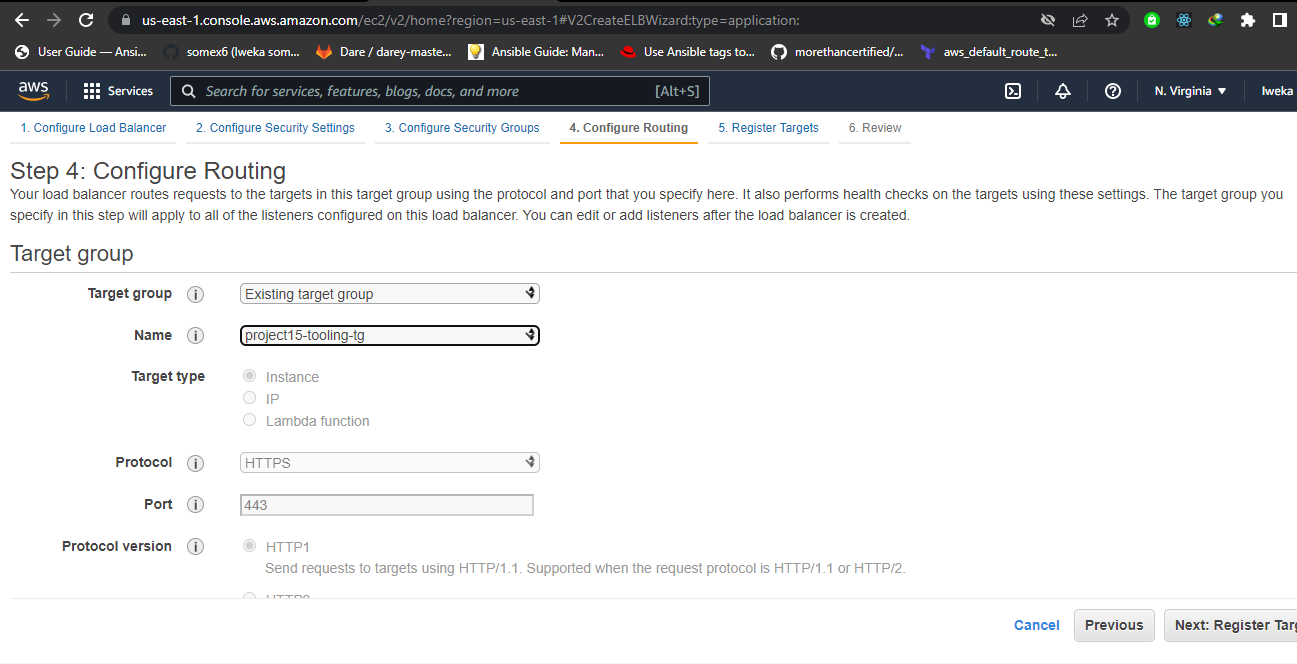 us-east-1.console.aws.amazon.com/ec2/v2/home?region=us-east-1#V2CreateELBWizard:type=application:
User Guide — Ansi... somex6 (Iweka som... Dare / darey-maste... Ansible Guide: Man... Use Ansible tags to... morethancertified/... aws_default_route_t...
aws Services Search for services, features, blogs, docs, and more [Alt+S] N. Virginia Iweka
1. Configure Load Balancer 2. Configure Security Settings 3. Configure Security Groups 4. Configure Routing 5. Register Targets 6. Review
Step 4: Configure Routing
Your load balancer routes requests to the targets in this target group using the protocol and port that you specify here. It also performs health checks on the targets using these settings. The target group you
specify in this step will apply to all of the listeners configured on this load balancer. You can edit or add listeners after the load balancer is created.
Target group
Target group i Existing target group
Name i project15-tooling-tg
Target type Instance
IP
Lambda function
Protocol i HTTPS
Port i 443
Protocol version i HTTP1
Send requests to targets using HTTP/1.1. Supported when the request protocol is HTTP/1.1 or HTTP/2.
Cancel Previous Next: Register Targ